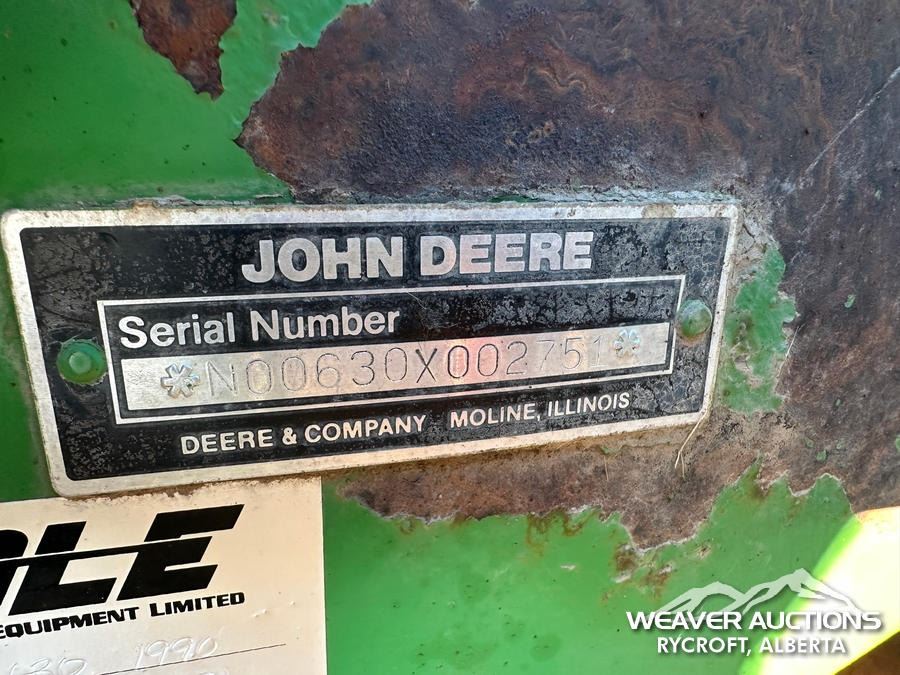 JOHN DEERE
Serial Number
*N00630X002751*
DEERE & COMPANY MOLINE, ILLINOIS
EQUIPMENT LIMITED
1990
WEAVER AUCTIONS
RYCROFT, ALBERTA